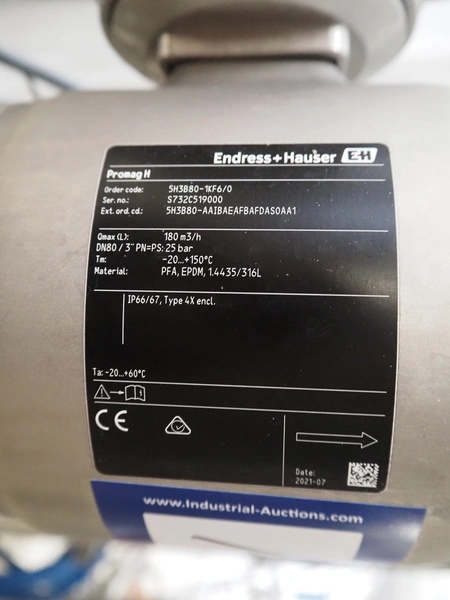 Endress+Hauser EH
Promag H
Order code: 5H3B80-1KF6/0
Ser. no.: S732C519000
Ext. ord. cd.: 5H3B80-AAIBAEAFBAFDASOAA1
Qmax (L): 180 m3/h
DN80 / 3" PN=PS: 25 bar
Tm: -20...+150°C
Material: PFA, EPDM, 1.4435/316L
IP66/67, Type 4X encl.
Ta: -20...+60°C
CE
Date:
2021-07
www.Industrial-Auctions.com